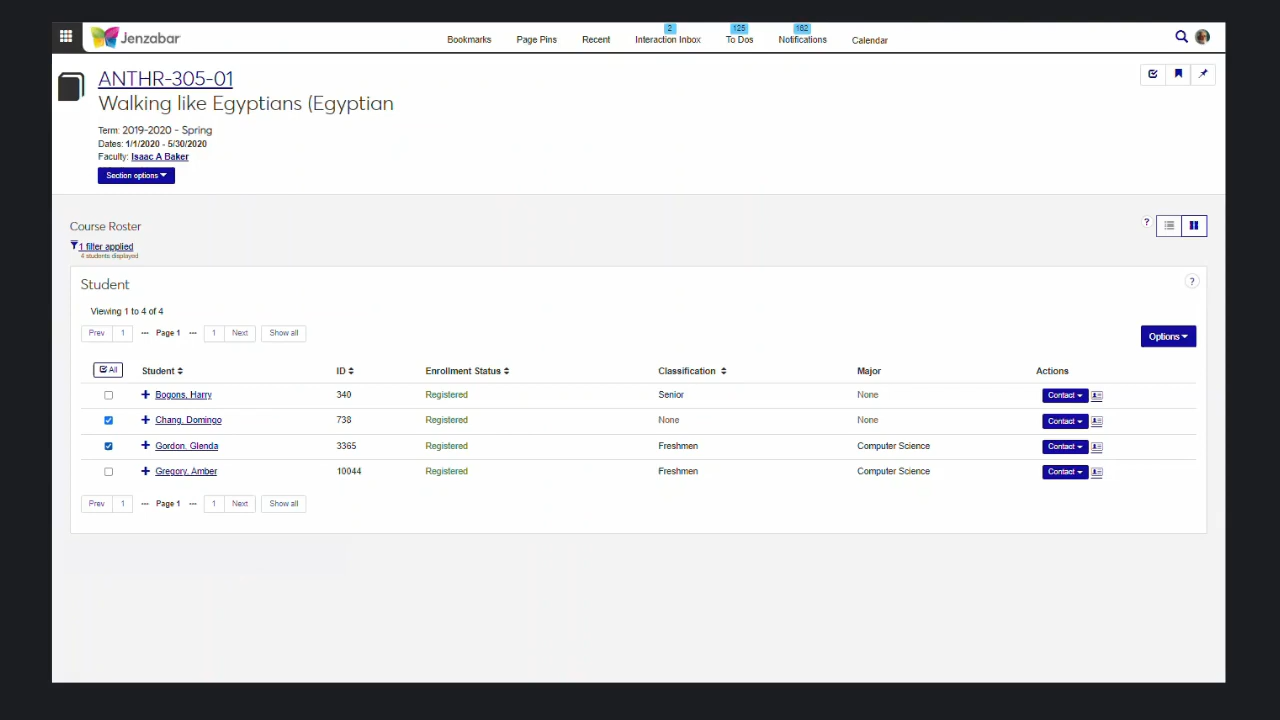 Jenzabar
Bookmarks Page Pins Recent Interaction Inbox 2 To Dos 125 Notifications 162 Calendar
ANTHR-305-01
Walking like Egyptians (Egyptian
Term: 2019-2020 - Spring
Dates: 1/1/2020 - 5/30/2020
Faculty: Isaac A Baker
Section options
Course Roster
?
1 filter applied
4 students displayed
Student
?
Viewing 1 to 4 of 4
Prev 1 ··· Page 1 ··· 1 Next Show all
Options
All Student ID Enrollment Status Classification Major Actions
Bogons, Harry 340 Registered Senior None Contact
Chang, Domingo 738 Registered None None Contact
Gordon, Glenda 3365 Registered Freshmen Computer Science Contact
Gregory, Amber 10044 Registered Freshmen Computer Science Contact
Prev 1 ··· Page 1 ··· 1 Next Show all